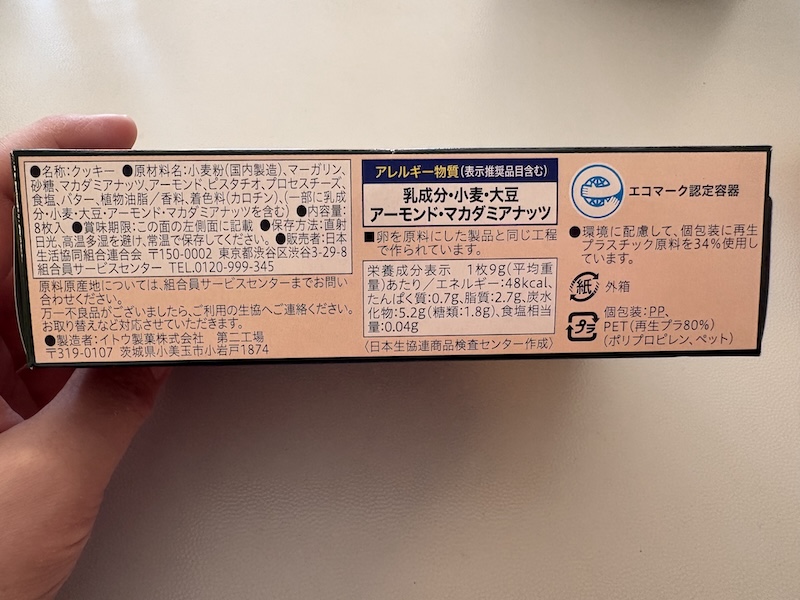 ●名称:クッキー ●原材料名:小麦粉(国内製造)、マーガリン、
砂糖、マカダミアナッツ、アーモンド、ピスタチオ、プロセスチーズ、
食塩、バター、植物油脂／香料、着色料(カロチン)、(一部に乳成
分・小麦・大豆・アーモンド・マカダミアナッツを含む) ●内容量:
8枚入 ●賞味期限:この面の左側面に記載 ●保存方法:直射
日光、高温多湿を避け、常温で保存してください。 ●販売者:日本
生活協同組合連合会 〒150-0002 東京都渋谷区渋谷3-29-8
組合員サービスセンター TEL.0120-999-345
原料原産地については、組合員サービスセンターまでお問い
合わせください。
万一不良品がございましたら、ご利用の生協へご連絡ください。
お取り替えなど対応させていただきます。
●製造者:イトウ製菓株式会社 第二工場
〒319-0107 茨城県小美玉市小岩戸1874
アレルギー物質(表示推奨品目含む)
乳成分・小麦・大豆
アーモンド・マカダミアナッツ
■卵を原料にした製品と同じ工程
で作られています。
栄養成分表示 1枚9g(平均重
量)あたり／エネルギー:48kcal、
たんぱく質:0.7g、脂質:2.7g、炭水
化物:5.2g(糖類:1.8g)、食塩相当
量:0.04g
〈日本生協連商品検査センター作成〉
エコマーク認定容器
●環境に配慮して、個包装に再生
プラスチック原料を34%使用し
ています。
紙 外箱
プラ
個包装:PP、
PET(再生プラ80%)
(ポリプロピレン、ペット)